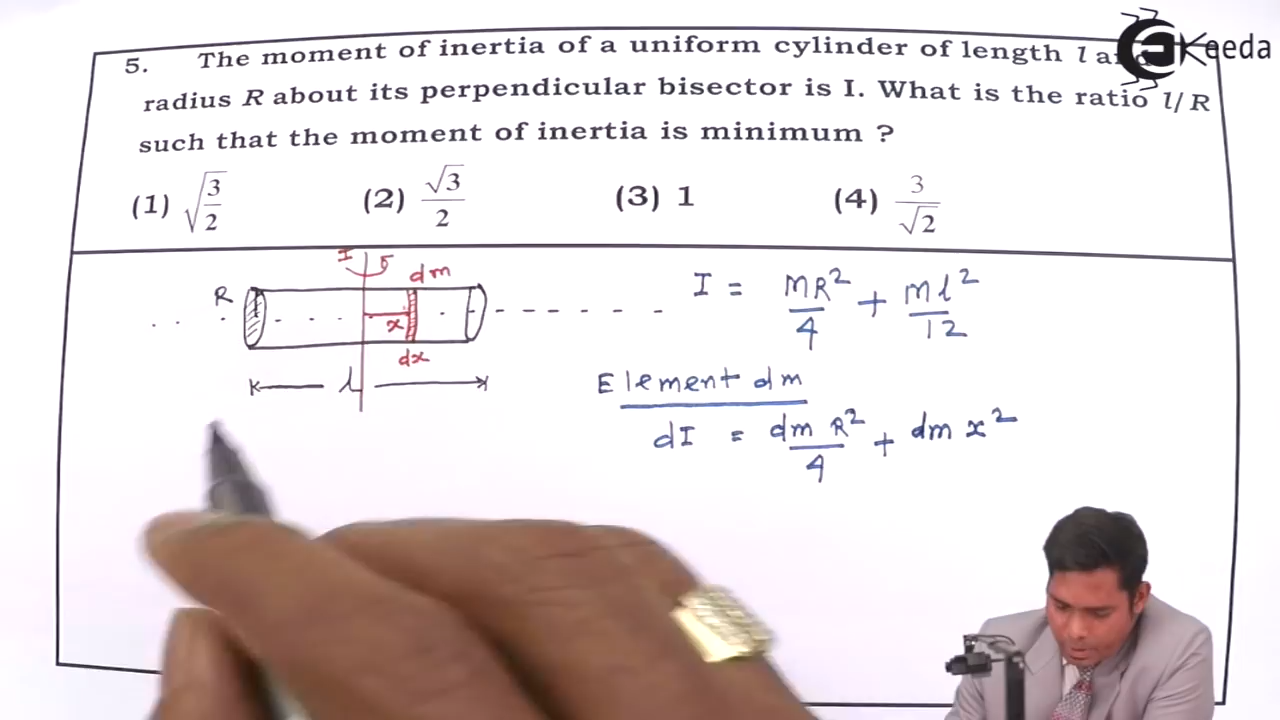 5. The moment of inertia of a uniform cylinder of length l and
radius R about its perpendicular bisector is I. What is the ratio l/R
such that the moment of inertia is minimum ?
(1) √(3/2) (2) √3/2 (3) 1 (4) 3/√2
Keeda
I
dm
R
x
dx
l
I = MR²/4 + Ml²/12
Element dm
dI = dm R²/4 + dm x²